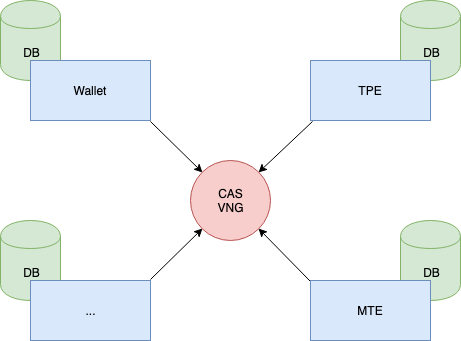 DB
DB
Wallet
TPE
CAS
VNG
DB
DB
...
MTE